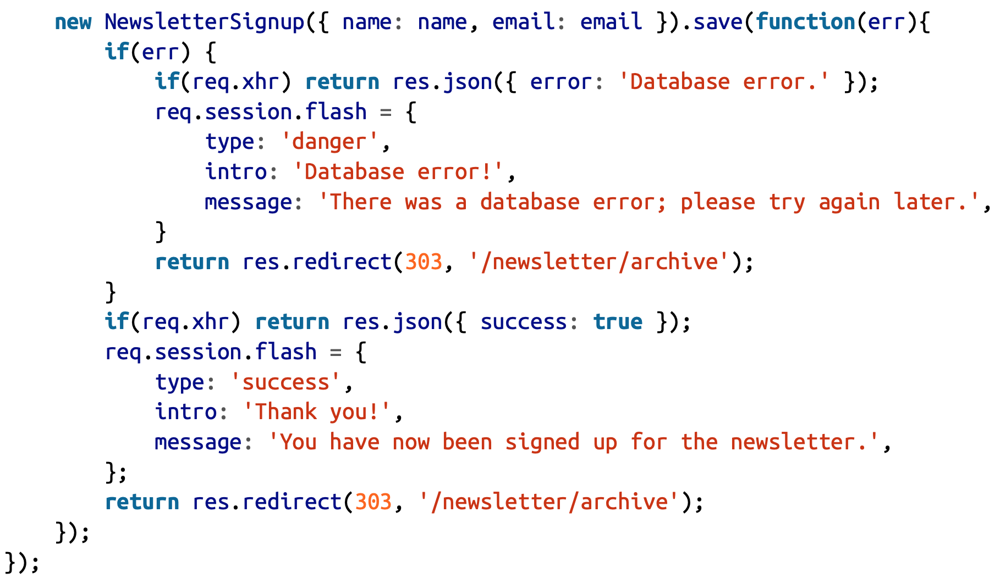 new NewsletterSignup({ name: name, email: email }).save(function(err){
if(err) {
if(req.xhr) return res.json({ error: 'Database error.' });
req.session.flash = {
type: 'danger',
intro: 'Database error!',
message: 'There was a database error; please try again later.',
}
return res.redirect(303, '/newsletter/archive');
}
if(req.xhr) return res.json({ success: true });
req.session.flash = {
type: 'success',
intro: 'Thank you!',
message: 'You have now been signed up for the newsletter.',
};
return res.redirect(303, '/newsletter/archive');
});
});